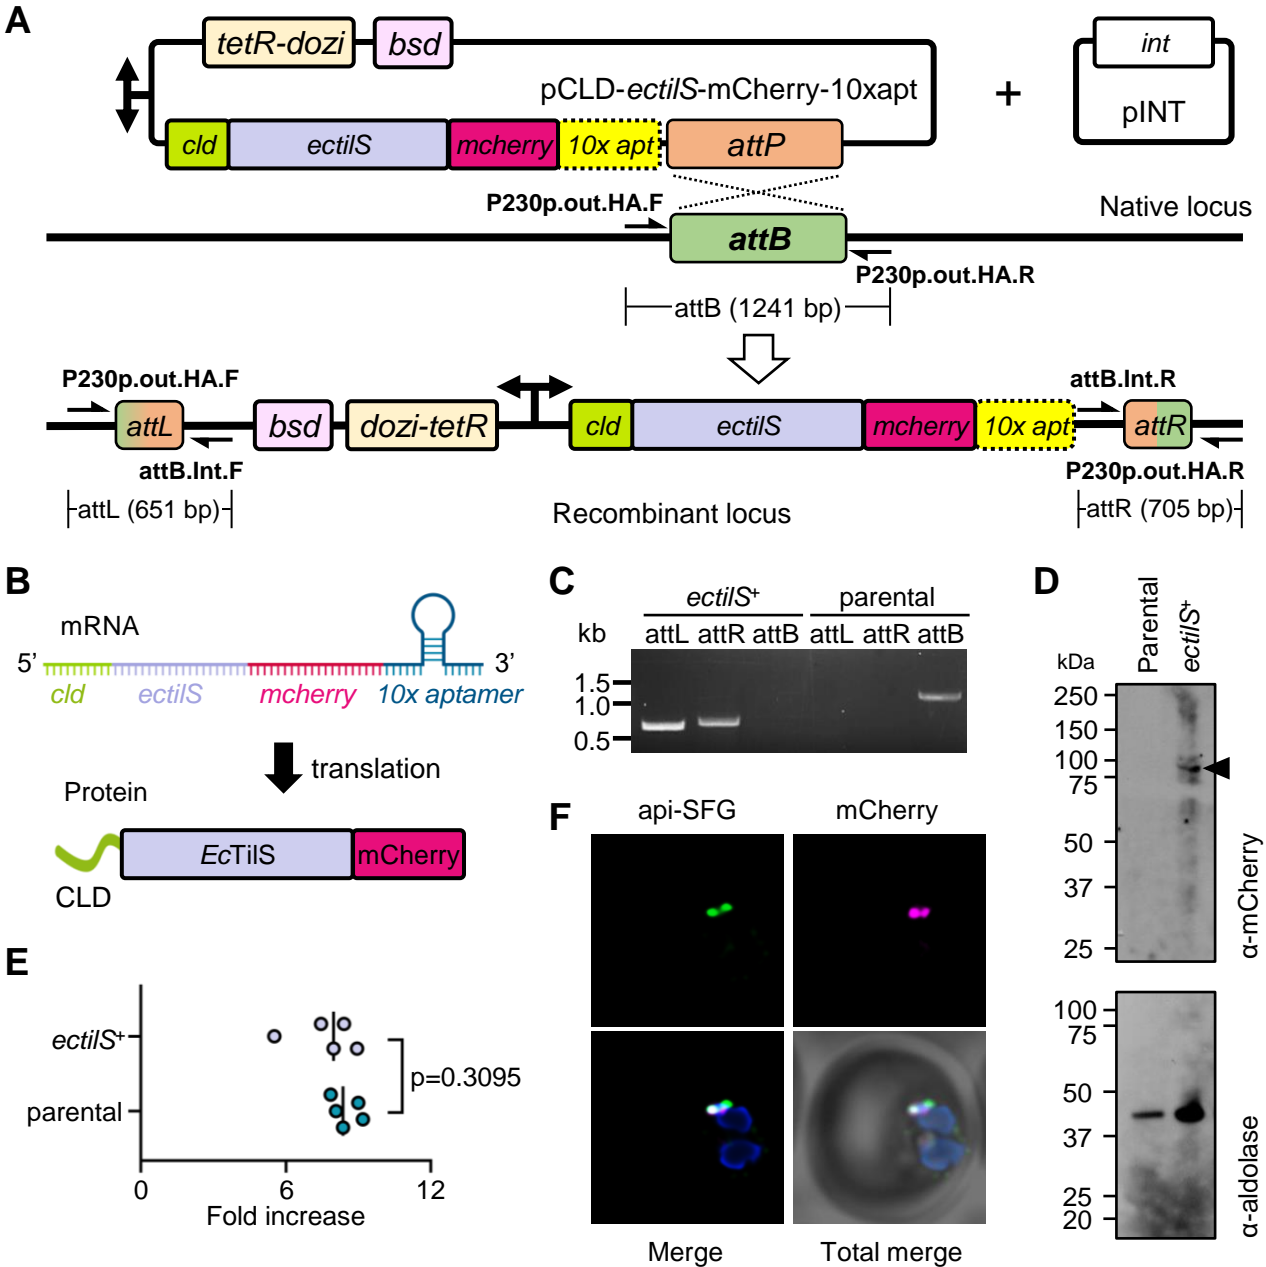 A
tetR-dozi
bsd
int
pCLD-ectilS-mCherry-10xapt
+
pINT
cld
ectilS
mcherry
10x apt
attP
P230p.out.HA.F
Native locus
attB
P230p.out.HA.R
attB (1241 bp)
P230p.out.HA.F
attB.Int.R
attL
bsd
dozi-tetR
cld
ectilS
mcherry
10x apt
attR
attB.Int.F
P230p.out.HA.R
attL (651 bp)
Recombinant locus
attR (705 bp)
B
mRNA
5’
3’
cld
ectilS
mcherry
10x aptamer
translation
Protein
EcTilS
mCherry
CLD
C
ectilS+
parental
kb
attL
attR
attB
attL
attR
attB
1.5
1.0
0.5
D
Parental
ectilS+
kDa
250
150
100
75
50
37
25
α-mCherry
100
75
50
37
25
20
α-aldolase
E
ectilS+
parental
p=0.3095
0
6
12
Fold increase
F
api-SFG
mCherry
Merge
Total merge